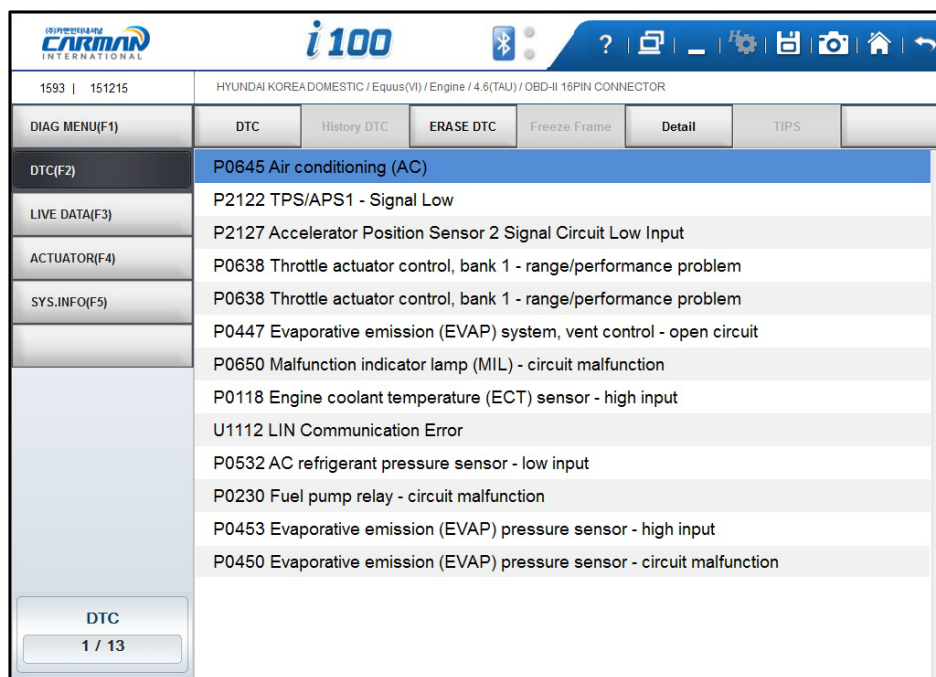 (주)카맨인터내셔날
CARMAN
INTERNATIONAL
i100
?
1593 | 151215
HYUNDAI KOREA DOMESTIC / Equus(VI) / Engine / 4.6(TAU) / OBD-II 16PIN CONNECTOR
DIAG MENU(F1)
DTC
History DTC
ERASE DTC
Freeze Frame
Detail
TIPS
DTC(F2)
LIVE DATA(F3)
ACTUATOR(F4)
SYS.INFO(F5)
P0645 Air conditioning (AC)
P2122 TPS/APS1 - Signal Low
P2127 Accelerator Position Sensor 2 Signal Circuit Low Input
P0638 Throttle actuator control, bank 1 - range/performance problem
P0638 Throttle actuator control, bank 1 - range/performance problem
P0447 Evaporative emission (EVAP) system, vent control - open circuit
P0650 Malfunction indicator lamp (MIL) - circuit malfunction
P0118 Engine coolant temperature (ECT) sensor - high input
U1112 LIN Communication Error
P0532 AC refrigerant pressure sensor - low input
P0230 Fuel pump relay - circuit malfunction
P0453 Evaporative emission (EVAP) pressure sensor - high input
P0450 Evaporative emission (EVAP) pressure sensor - circuit malfunction
DTC
1 / 13